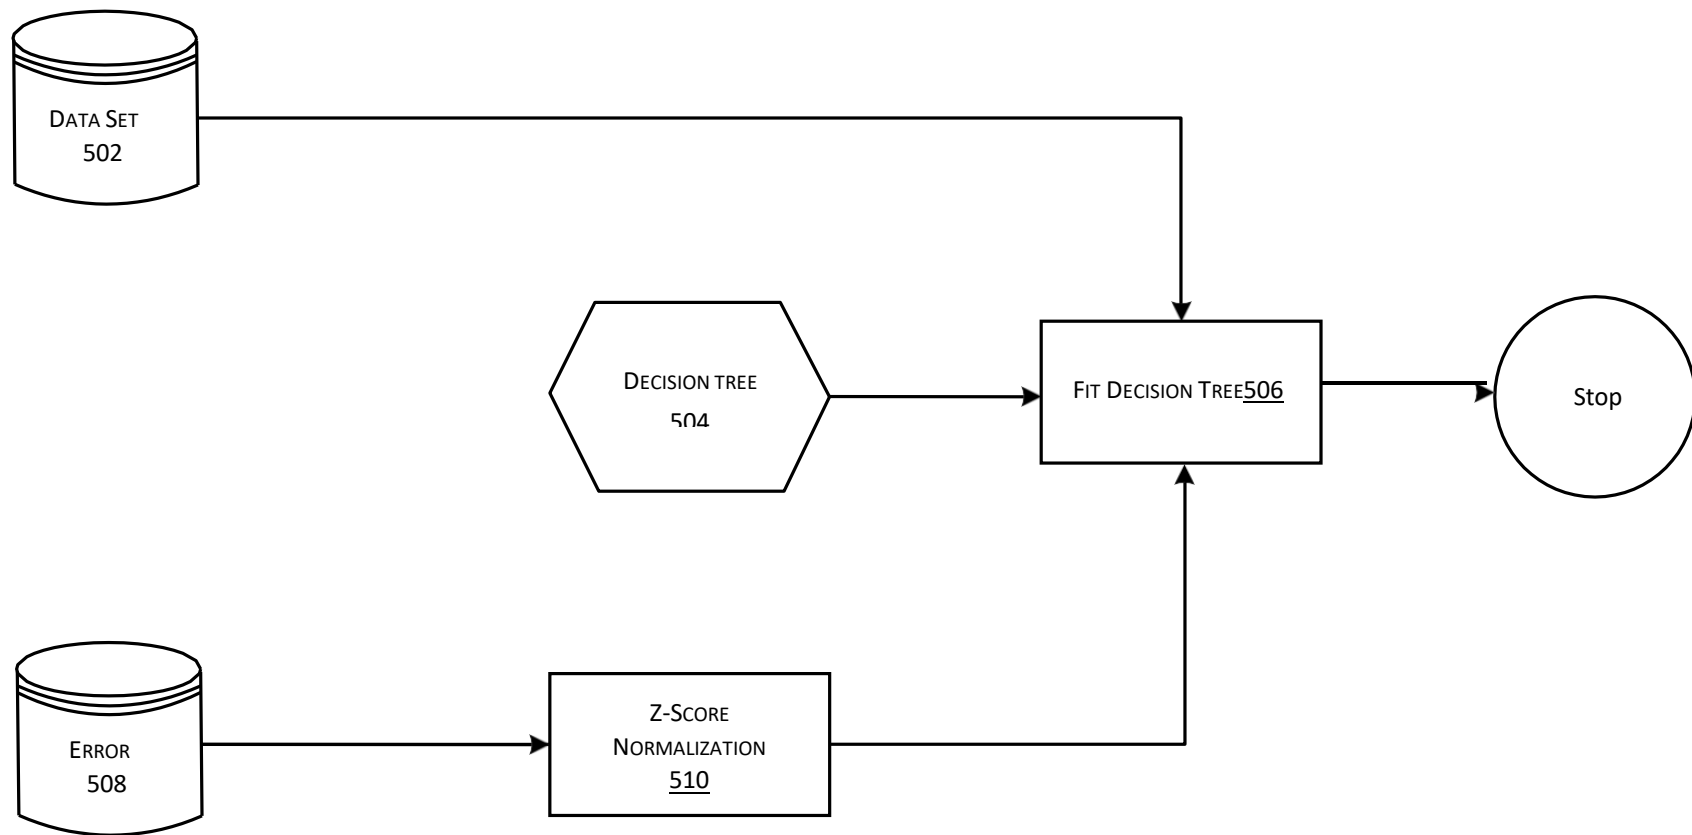 DATA SET
502
DECISION TREE
504
FIT DECISION TREE506
Stop
Z-SCORE
NORMALIZATION
510
ERROR
508